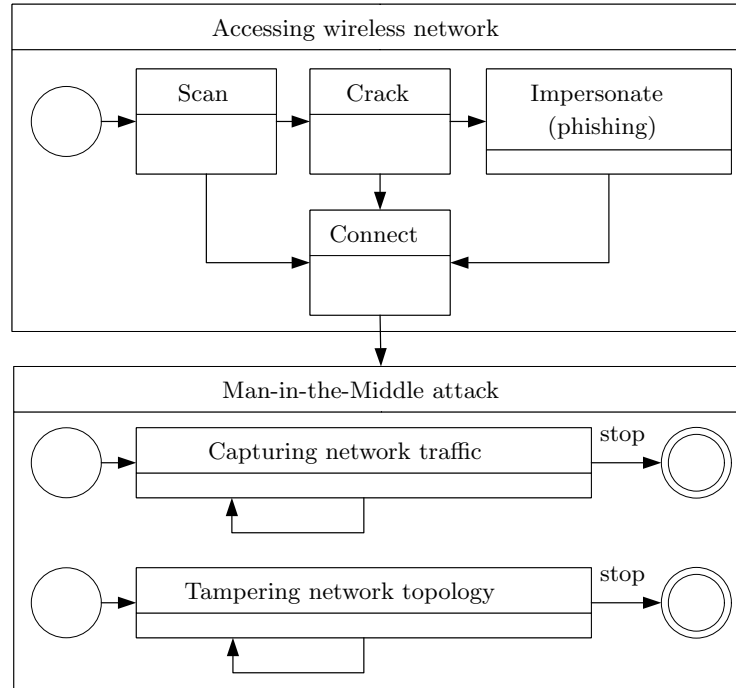 Accessing wireless network
Scan
Crack
Impersonate
(phishing)
Connect
Man-in-the-Middle attack
Capturing network traffic
stop
Tampering network topology
stop